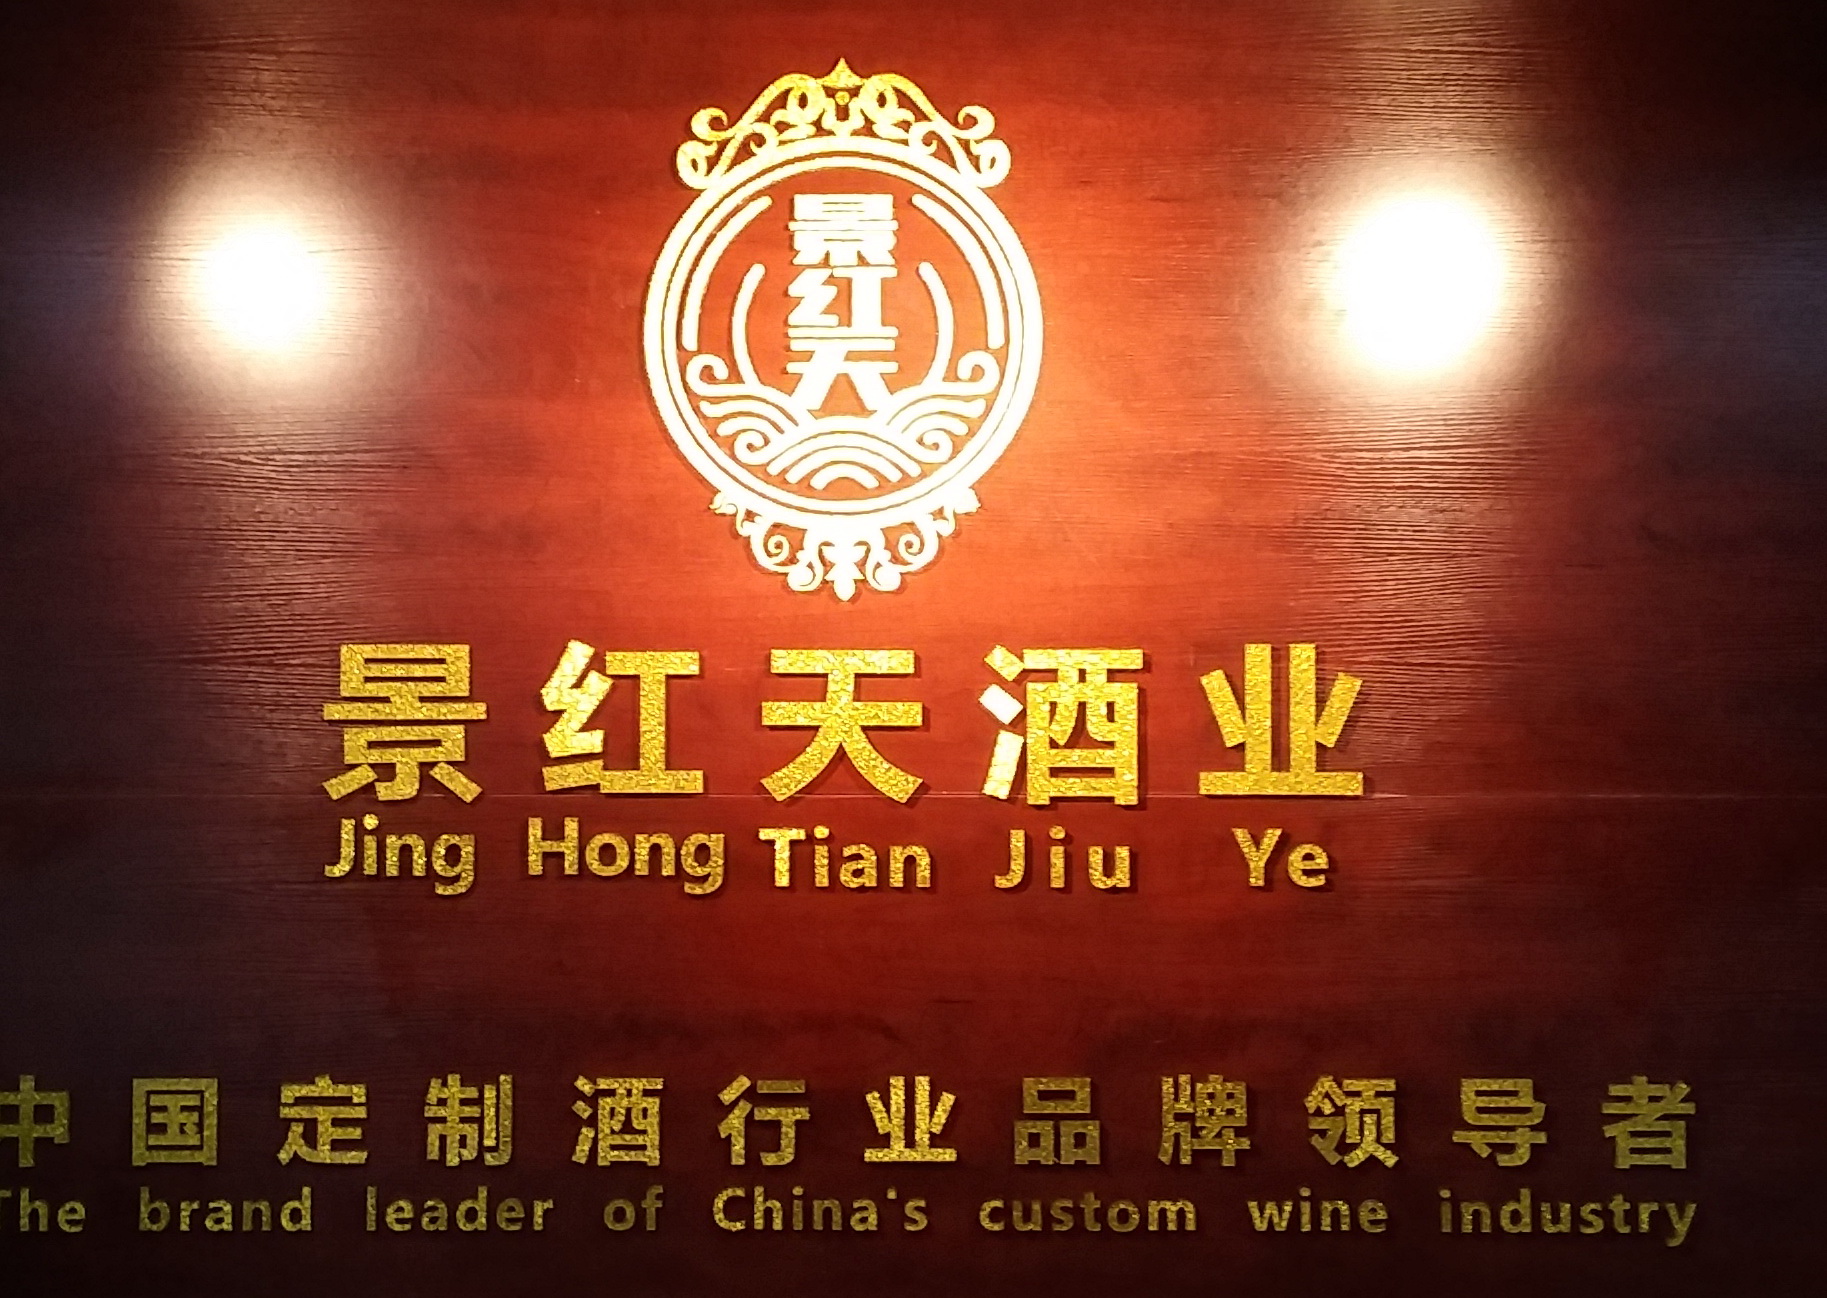 景红天
景红天酒业
Jing Hong Tian Jiu Ye
中国定制酒行业品牌领导者
The brand leader of China's custom wine industry